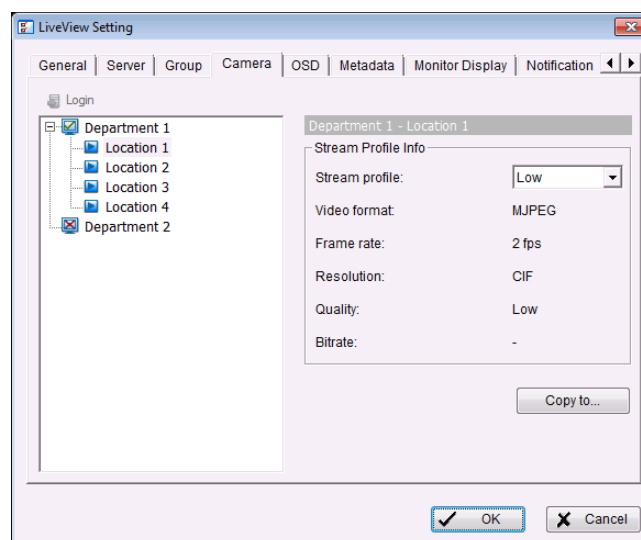 LiveView Setting
General Server Group Camera OSD Metadata Monitor Display Notification
Login
Department 1
Location 1
Location 2
Location 3
Location 4
Department 2
Department 1 - Location 1
Stream Profile Info
Stream profile: Low
Video format: MJPEG
Frame rate: 2 fps
Resolution: CIF
Quality: Low
Bitrate: -
Copy to...
OK Cancel